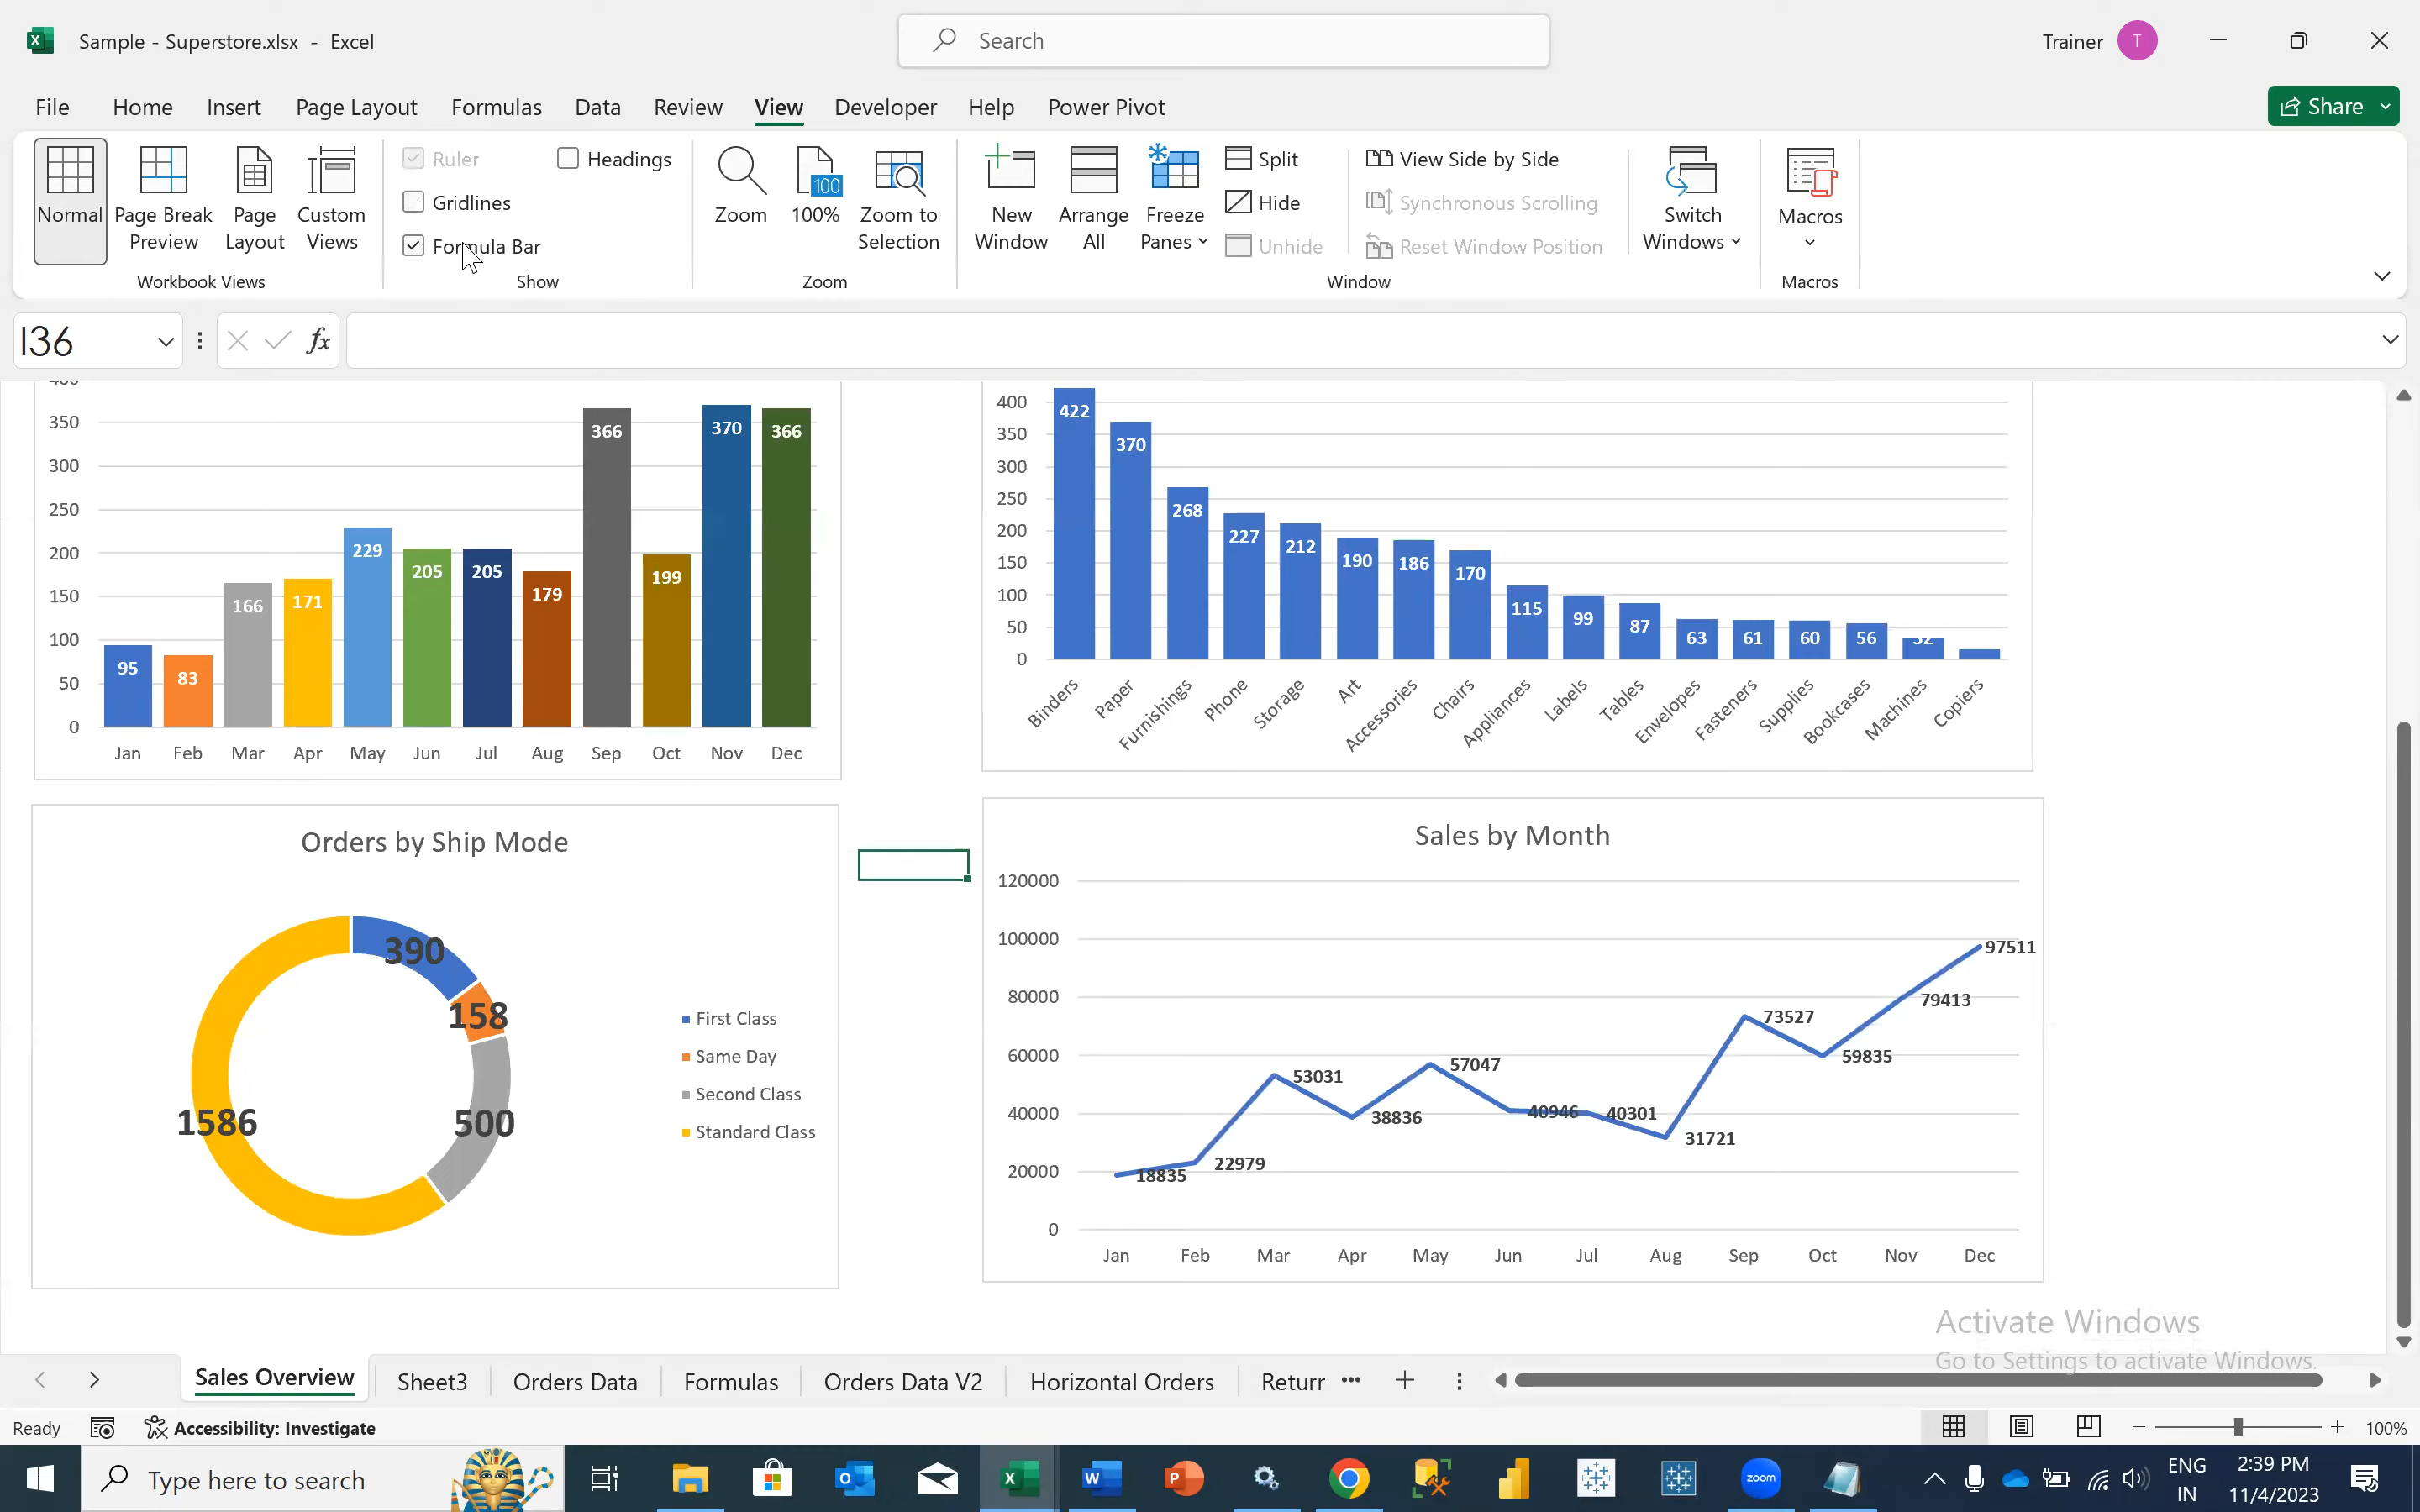 Sample - Superstore.xlsx - Excel
Search
Trainer T
File Home Insert Page Layout Formulas Data Review View Developer Help Power Pivot
Share
Normal
Page Break Preview
Page Layout
Custom Views
Workbook Views
Ruler
Gridlines
Formula Bar
Headings
Show
Zoom
100
100%
Zoom to Selection
Zoom
New Window
Arrange All
Freeze Panes
Split
Hide
Unhide
View Side by Side
Synchronous Scrolling
Reset Window Position
Switch Windows
Window
Macros
Macros
I36
fx
350
300
250
200
150
100
50
0
95 83 166 171 229 205 205 179 366 199 370 366
Jan Feb Mar Apr May Jun Jul Aug Sep Oct Nov Dec
400
350
300
250
200
150
100
50
0
422 370 268 227 212 190 186 170 115 99 87 63 61 60 56
Binders Paper Furnishings Phone Storage Art Accessories Chairs Appliances Labels Tables Envelopes Fasteners Supplies Bookcases Machines Copiers
Orders by Ship Mode
390
158
500
1586
First Class
Same Day
Second Class
Standard Class
Sales by Month
120000
100000
80000
60000
40000
20000
0
18835 22979 53031 38836 57047 40946 40301 31721 73527 59835 79413 97511
Jan Feb Mar Apr May Jun Jul Aug Sep Oct Nov Dec
Activate Windows
Go to Settings to activate Windows.
Sales Overview Sheet3 Orders Data Formulas Orders Data V2 Horizontal Orders Returr
Ready
Accessibility: Investigate
100%
Type here to search
zoom
ENG
IN
2:39 PM
11/4/2023